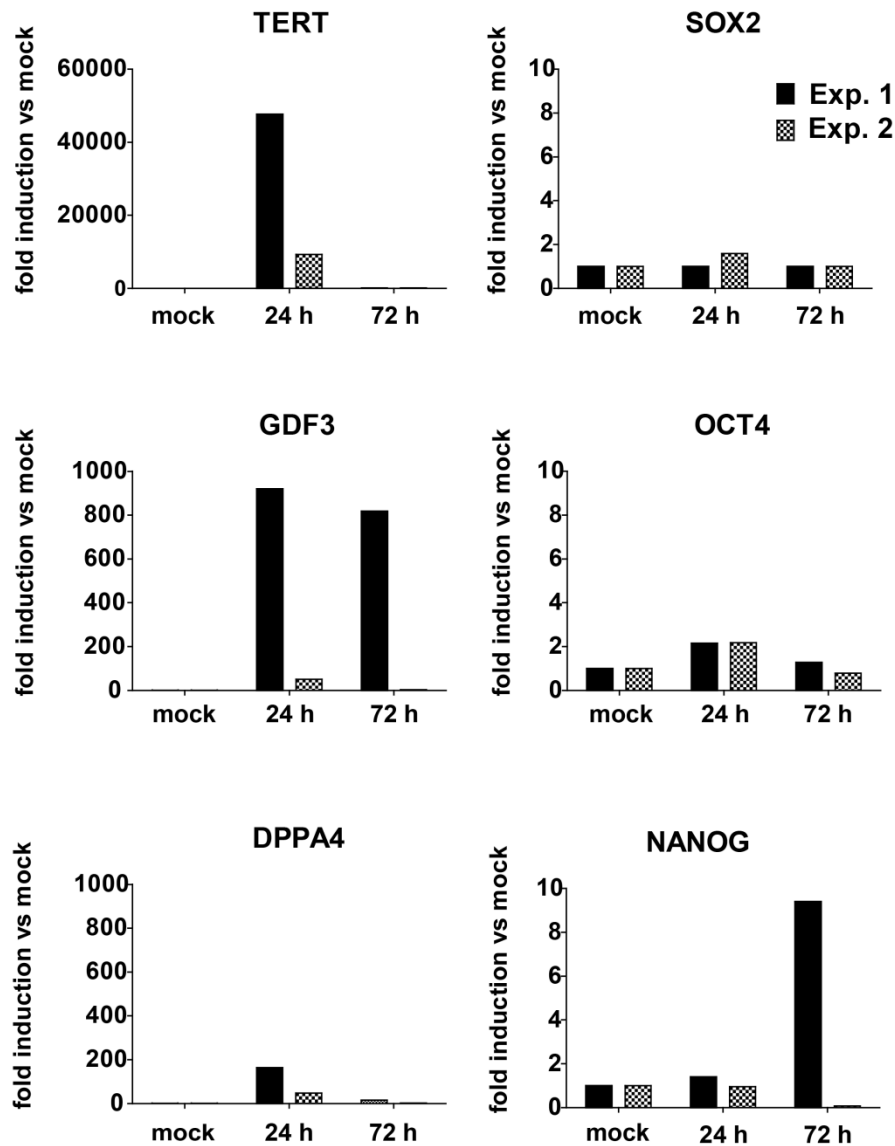 TERT
fold induction vs mock
60000
40000
20000
0
mock 24 h 72 h
SOX2
fold induction vs mock
10
8
6
4
2
0
mock 24 h 72 h
Exp. 1
Exp. 2
GDF3
fold induction vs mock
1000
800
600
400
200
0
mock 24 h 72 h
OCT4
fold induction vs mock
10
8
6
4
2
0
mock 24 h 72 h
DPPA4
fold induction vs mock
1000
800
600
400
200
0
mock 24 h 72 h
NANOG
fold induction vs mock
10
8
6
4
2
0
mock 24 h 72 h